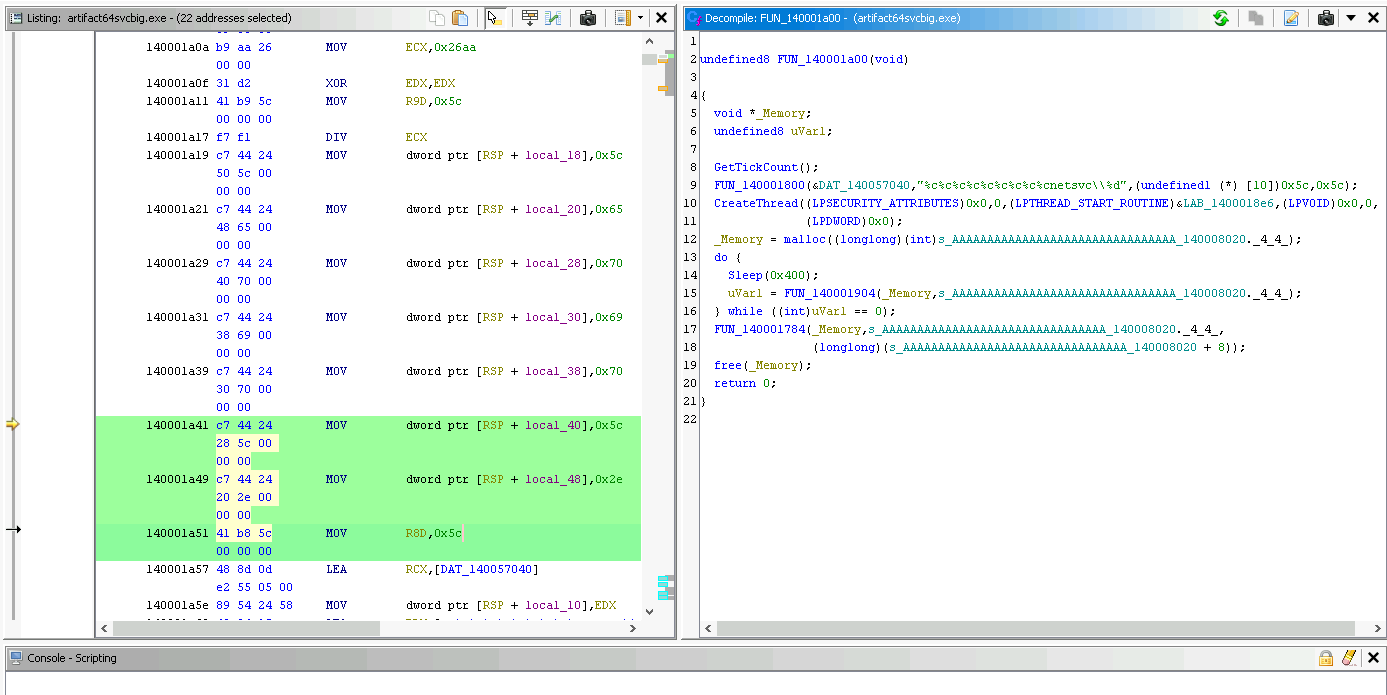 Listing: artifact64svcbig.exe - (22 addresses selected)
140001a0a b9 aa 26 MOV ECX,0x26aa
00 00
140001a0f 31 d2 XOR EDX,EDX
140001a11 41 b9 5c MOV R9D,0x5c
00 00 00
140001a17 f7 f1 DIV ECX
140001a19 c7 44 24 MOV dword ptr [RSP + local_18],0x5c
50 5c 00
00 00
140001a21 c7 44 24 MOV dword ptr [RSP + local_20],0x65
48 65 00
00 00
140001a29 c7 44 24 MOV dword ptr [RSP + local_28],0x70
40 70 00
00 00
140001a31 c7 44 24 MOV dword ptr [RSP + local_30],0x69
38 69 00
00 00
140001a39 c7 44 24 MOV dword ptr [RSP + local_38],0x70
30 70 00
00 00
140001a41 c7 44 24 MOV dword ptr [RSP + local_40],0x5c
28 5c 00
00 00
140001a49 c7 44 24 MOV dword ptr [RSP + local_48],0x2e
20 2e 00
00 00
140001a51 41 b8 5c MOV R8D,0x5c
00 00 00
140001a57 48 8d 0d LEA RCX,[DAT_140057040]
e2 55 05 00
140001a5e 89 54 24 58 MOV dword ptr [RSP + local_10],EDX
Decompile: FUN_140001a00 - (artifact64svcbig.exe)
1
2 undefined8 FUN_140001a00(void)
3
4 {
5 void *_Memory;
6 undefined8 uVar1;
7
8 GetTickCount();
9 FUN_140001800(&DAT_140057040,"%c%c%c%c%c%c%c%c%cnetsvc\\%d",(undefined1 (*) [10])0x5c,0x5c);
10 CreateThread((LPSECURITY_ATTRIBUTES)0x0,0,(LPTHREAD_START_ROUTINE)&LAB_1400018e6,(LPVOID)0x0,0,
11 (LPDWORD)0x0);
12 _Memory = malloc((longlong)(int)s_AAAAAAAAAAAAAAAAAAAAAAAAAAAAAAAA_140008020._4_4_);
13 do {
14 Sleep(0x400);
15 uVar1 = FUN_140001904(_Memory,s_AAAAAAAAAAAAAAAAAAAAAAAAAAAAAAAA_140008020._4_4_);
16 } while ((int)uVar1 == 0);
17 FUN_140001784(_Memory,s_AAAAAAAAAAAAAAAAAAAAAAAAAAAAAAAA_140008020._4_4_,
18 (longlong)(s_AAAAAAAAAAAAAAAAAAAAAAAAAAAAAAAA_140008020 + 8));
19 free(_Memory);
20 return 0;
21 }
22
Console - Scripting